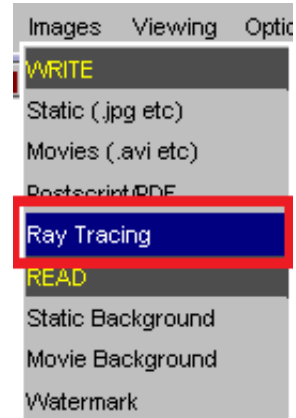 Images Viewing Optic
WRITE
Static (.jpg etc)
Movies (.avi etc)
Postscript/PDF
Ray Tracing
READ
Static Background
Movie Background
Watermark